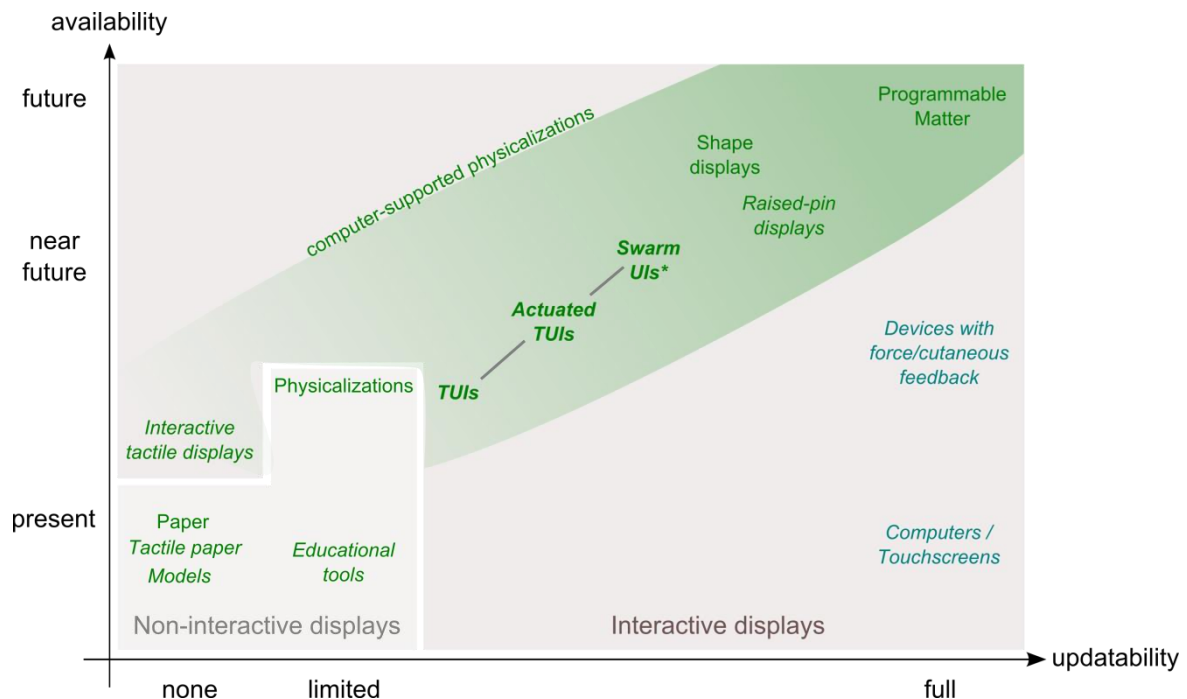 availability
future
near
future
present
computer-supported physicalizations
Programmable
Matter
Shape
displays
Raised-pin
displays
Swarm
UIs*
Actuated
TUIs
TUIs
Devices with
force/cutaneous
feedback
Physicalizations
Interactive
tactile displays
Paper
Tactile paper
Models
Educational
tools
Computers /
Touchscreens
Non-interactive displays
Interactive displays
updatability
none
limited
full